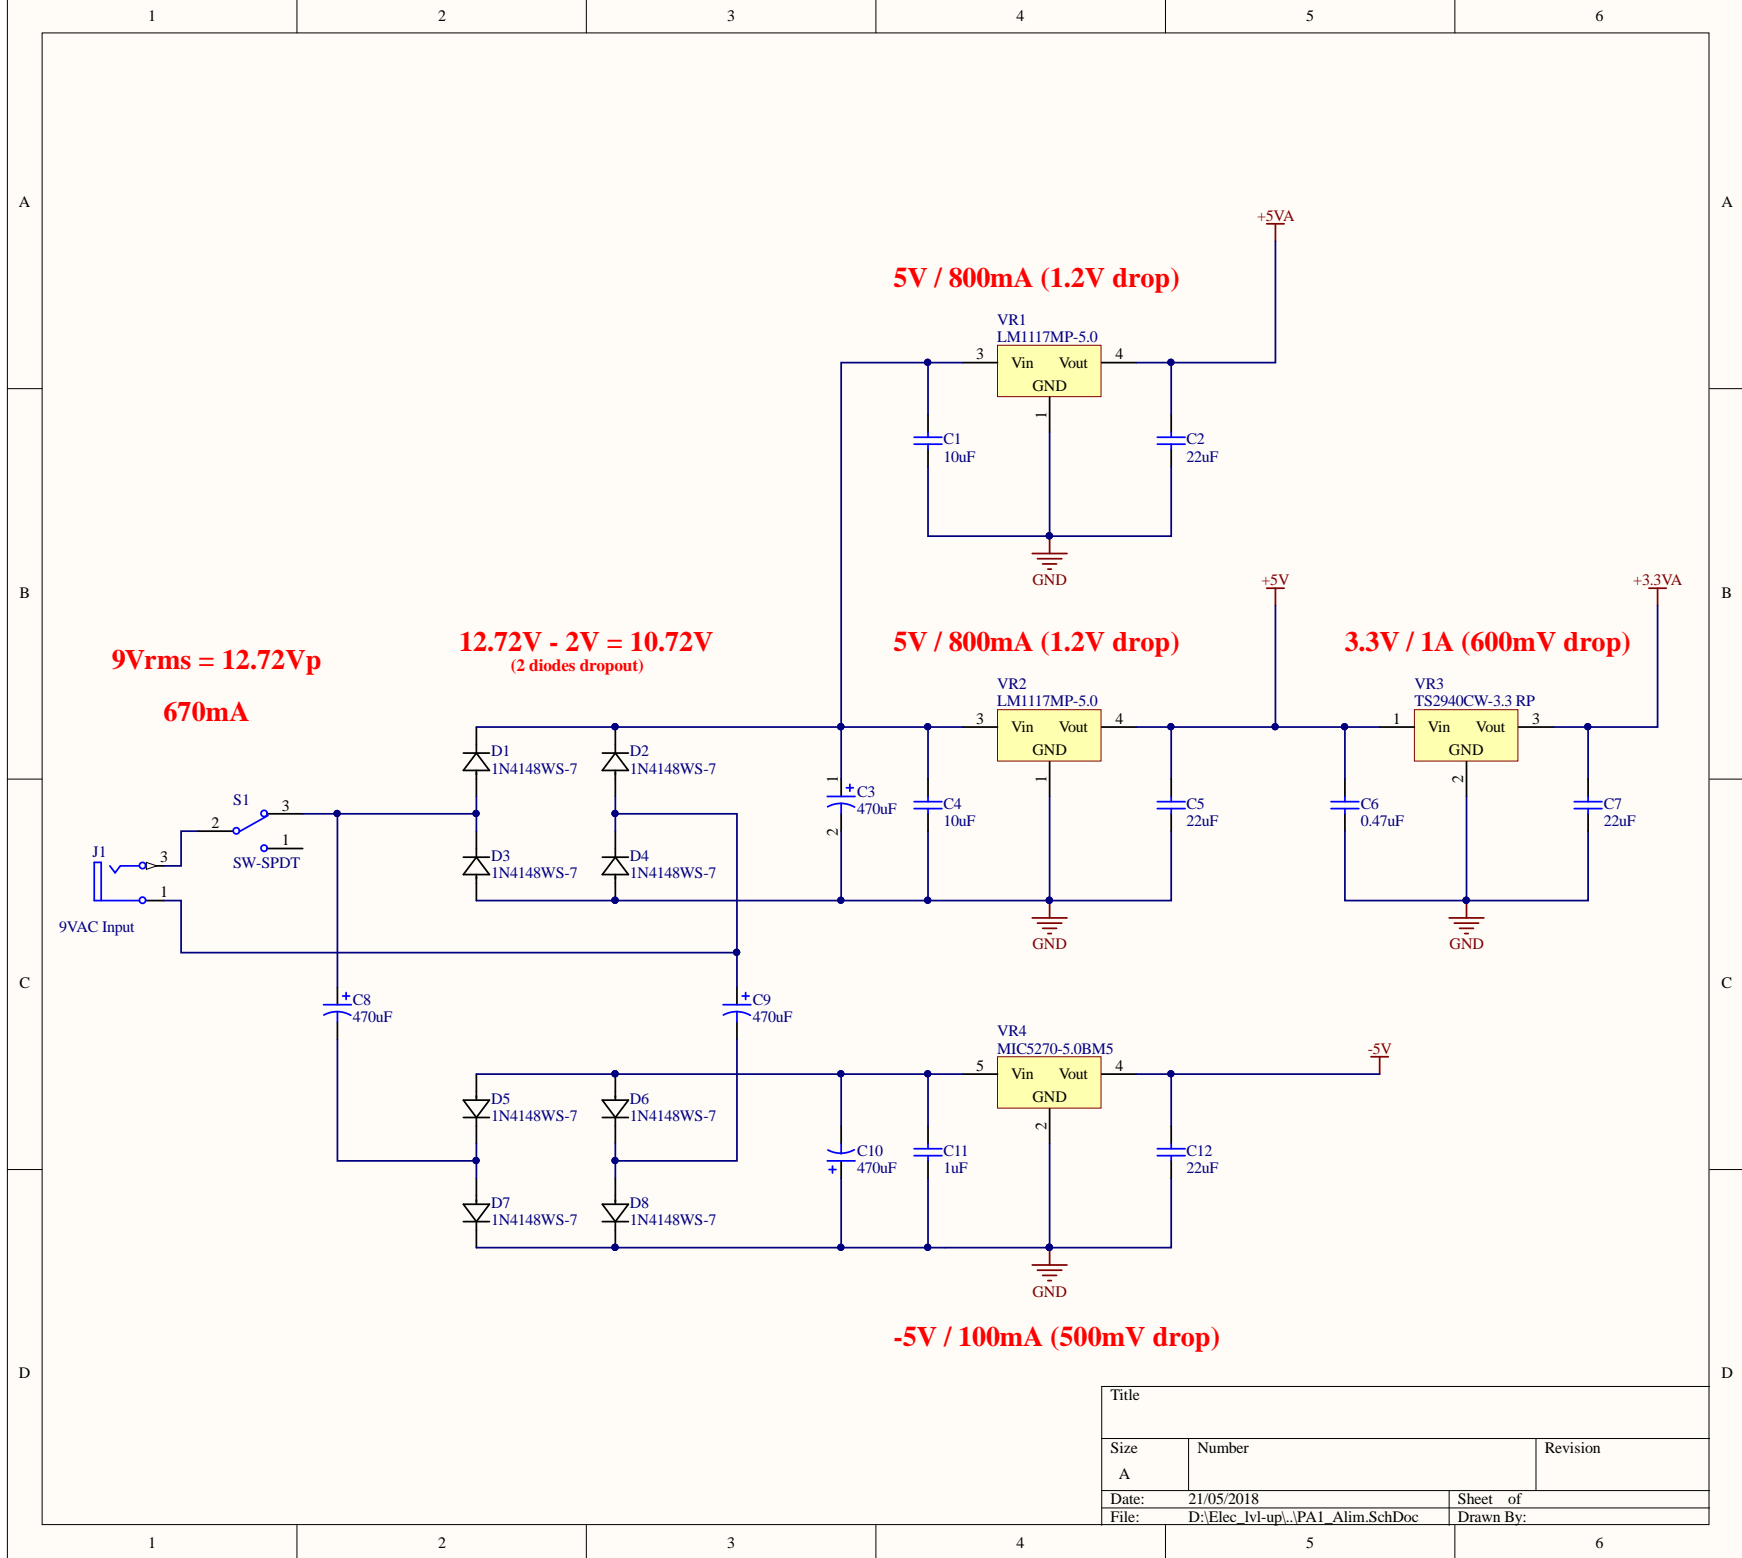 1 2 3 4 5 6
A A
+5VA
5V / 800mA (1.2V drop)
VR1
LM1117MP-5.0
3 Vin Vout 4
GND
1
C1
10uF
C2
22uF
GND
B B
+5V
+3.3VA
9Vrms = 12.72Vp
670mA
12.72V - 2V = 10.72V
(2 diodes dropout)
5V / 800mA (1.2V drop)
3.3V / 1A (600mV drop)
VR2
LM1117MP-5.0
3 Vin Vout 4
GND
1
VR3
TS2940CW-3.3 RP
1 Vin Vout 3
GND
2
D1
1N4148WS-7
D2
1N4148WS-7
S1
3
2
1
SW-SPDT
J1
3
1
9VAC Input
D3
1N4148WS-7
D4
1N4148WS-7
1
+ C3
470uF
2
C4
10uF
C5
22uF
C6
0.47uF
C7
22uF
GND
GND
C C
+ C8
470uF
+ C9
470uF
VR4
MIC5270-5.0BM5
5 Vin Vout 4
GND
2
-5V
D5
1N4148WS-7
D6
1N4148WS-7
C10
+ 470uF
C11
1uF
C12
22uF
D7
1N4148WS-7
D8
1N4148WS-7
GND
-5V / 100mA (500mV drop)
D D
Title
Size Number Revision
A
Date: 21/05/2018 Sheet of
File: D:\Elec_lvl-up\..\PA1_Alim.SchDoc Drawn By:
1 2 3 4 5 6